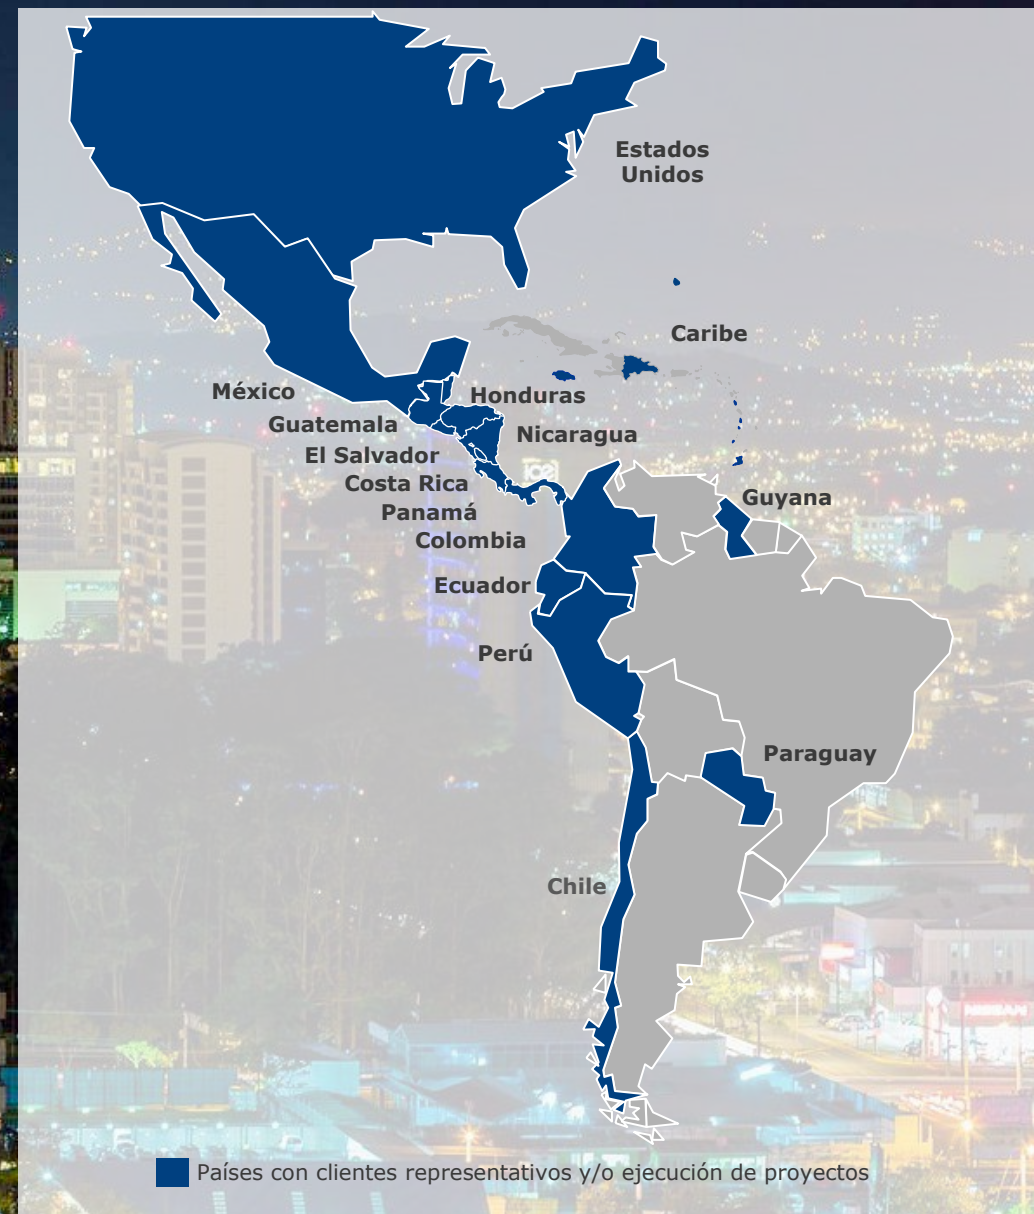 Estados
Unidos
Caribe
México
Honduras
Guatemala
Nicaragua
El Salvador
Costa Rica
Guyana
Panamá
Colombia
Ecuador
Perú
Paraguay
Chile
Países con clientes representativos y/o ejecución de proyectos